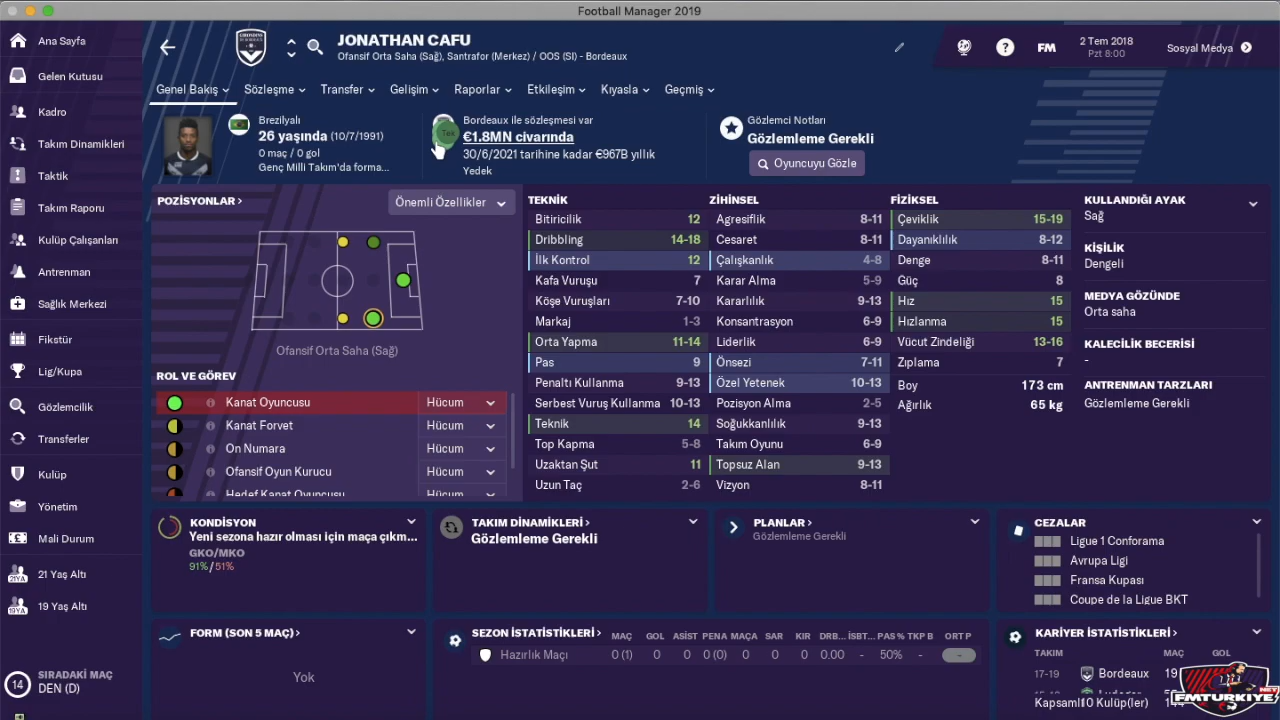 Football Manager 2019
Ana Sayfa
Gelen Kutusu
Kadro
Takım Dinamikleri
Taktik
Takım Raporu
Kulüp Çalışanları
Antrenman
Sağlık Merkezi
Fikstür
Lig/Kupa
Gözlemcilik
Transferler
Kulüp
Yönetim
Mali Durum
21YA 21 Yaş Altı
19YA 19 Yaş Altı
14 SIRADAKİ MAÇ
DEN (D)
JONATHAN CAFU
Ofansif Orta Saha (Sağ), Santrafor (Merkez) / OOS (Sl) - Bordeaux
FM
2 Tem 2018
Pzt 8:00
Sosyal Medya
Genel Bakış Sözleşme Transfer Gelişim Raporlar Etkileşim Kıyasla Geçmiş
Brezilyalı
26 yaşında (10/7/1991)
0 maç / 0 gol
Genç Milli Takım'da forma...
Tek
Bordeaux ile sözleşmesi var
€1.8MN civarında
30/6/2021 tarihine kadar €967B yıllık
Yedek
Gözlemci Notları
Gözlemleme Gerekli
Oyuncuyu Gözle
POZİSYONLAR
Önemli Özellikler
Ofansif Orta Saha (Sağ)
ROL VE GÖREV
Kanat Oyuncusu Hücum
Kanat Forvet Hücum
On Numara Hücum
Ofansif Oyun Kurucu Hücum
Hedef Kanat Oyuncusu Hücum
TEKNİK
Bitiricilik 12
Dribbling 14-18
İlk Kontrol 12
Kafa Vuruşu 7
Köşe Vuruşları 7-10
Markaj 1-3
Orta Yapma 11-14
Pas 9
Penaltı Kullanma 9-13
Serbest Vuruş Kullanma 10-13
Teknik 14
Top Kapma 5-8
Uzaktan Şut 11
Uzun Taç 2-6
ZİHİNSEL
Agresiflik 8-11
Cesaret 8-11
Çalışkanlık 4-8
Karar Alma 5-9
Kararlılık 9-13
Konsantrasyon 6-9
Liderlik 6-9
Önsezi 7-11
Özel Yetenek 10-13
Pozisyon Alma 2-5
Soğukkanlılık 9-13
Takım Oyunu 6-9
Topsuz Alan 9-13
Vizyon 8-11
FİZİKSEL
Çeviklik 15-19
Dayanıklılık 8-12
Denge 8-11
Güç 8
Hız 15
Hızlanma 15
Vücut Zindeliği 13-16
Zıplama 7
Boy 173 cm
Ağırlık 65 kg
KULLANDIĞI AYAK
Sağ
KİŞİLİK
Dengeli
MEDYA GÖZÜNDE
Orta saha
KALECİLİK BECERİSİ
-
ANTRENMAN TARZLARI
Gözlemleme Gerekli
KONDİSYON
Yeni sezona hazır olması için maça çıkm...
GKO/MKO
91% / 51%
TAKIM DİNAMİKLERİ
Gözlemleme Gerekli
PLANLAR
Gözlemleme Gerekli
CEZALAR
Ligue 1 Conforama
Avrupa Ligi
Fransa Kupası
Coupe de la Ligue BKT
FORM (SON 5 MAÇ)
Yok
SEZON İSTATİSTİKLERİ MAÇ GOL ASİST PENA MAÇA SAR KIR DRB... İSBT... PAS % TKP B ORT P
Hazırlık Maçı 0 (1) 0 0 0 (0) 0 0 0 0.00 - 50% - -
KARİYER İSTATİSTİKLERİ
TAKIM MAÇ GOL
17-19 Bordeaux 19
Kapsamlı 10 Kulüp(ler)
FMTURKIYE.NET